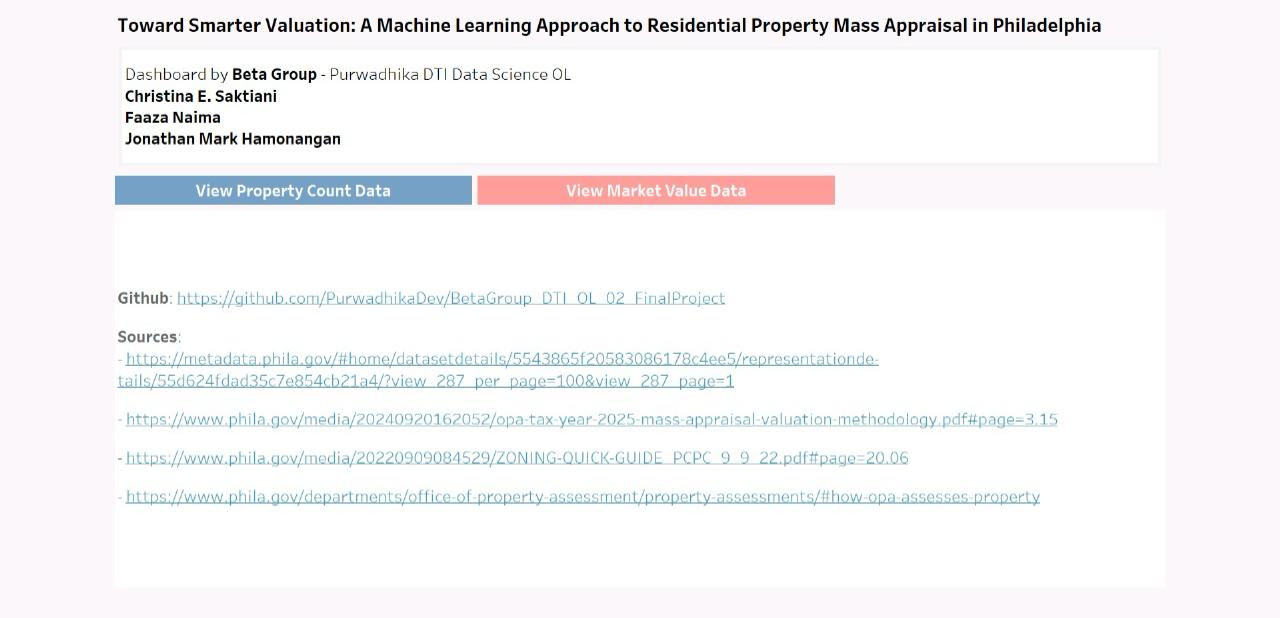 Toward Smarter Valuation: A Machine Learning Approach to Residential Property Mass Appraisal in Philadelphia
Dashboard by Beta Group - Purwadhika DTI Data Science OL
Christina E. Saktiani
Faaza Naima
Jonathan Mark Hamonangan
View Property Count Data
View Market Value Data
Github: https://github.com/PurwadhikaDev/BetaGroup_DTI_OL_02_FinalProject
Sources:
- https://metadata.phila.gov/#home/datasetdetails/5543865f20583086178c4ee5/representationde-
tails/55d624fdad35c7e854cb21a4/?view_287_per_page=100&view_287_page=1
- https://www.phila.gov/media/20240920162052/opa-tax-year-2025-mass-appraisal-valuation-methodology.pdf#page=3.15
- https://www.phila.gov/media/20220909084529/ZONING-QUICK-GUIDE_PCPC_9_9_22.pdf#page=20.06
- https://www.phila.gov/departments/office-of-property-assessment/property-assessments/#how-opa-assesses-property